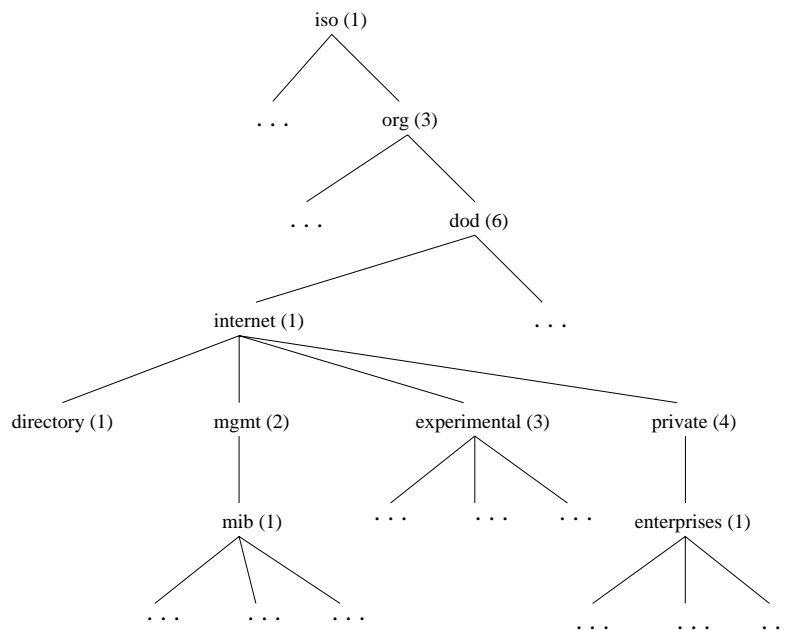 iso (1)
. . . org (3)
. . . dod (6)
internet (1) . . .
directory (1) mgmt (2) experimental (3) private (4)
mib (1) . . . . . . . . . enterprises (1)
. . . . . . . . . . . . . . . . .